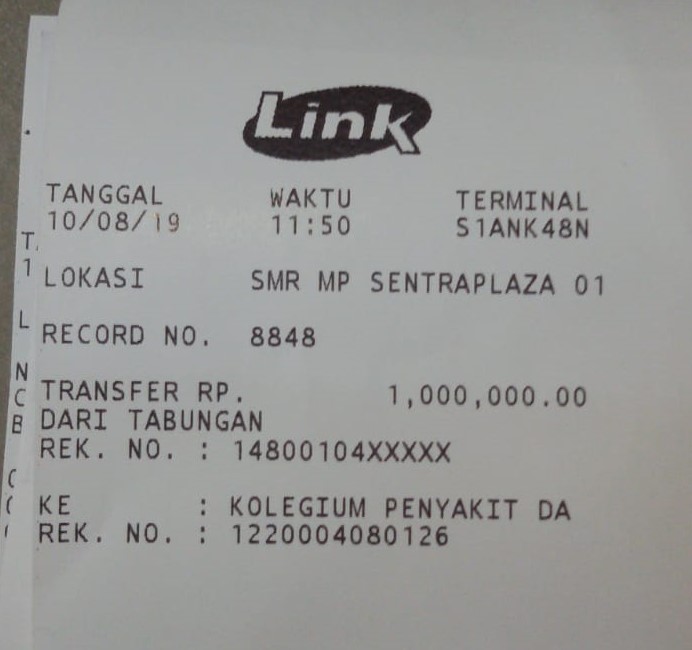 Link
TANGGAL WAKTU TERMINAL
10/08/19 11:50 S1ANK48N
LOKASI SMR MP SENTRAPLAZA 01
RECORD NO. 8848
TRANSFER RP. 1,000,000.00
DARI TABUNGAN
REK. NO. : 14800104XXXXX
KE : KOLEGIUM PENYAKIT DA
REK. NO. : 1220004080126